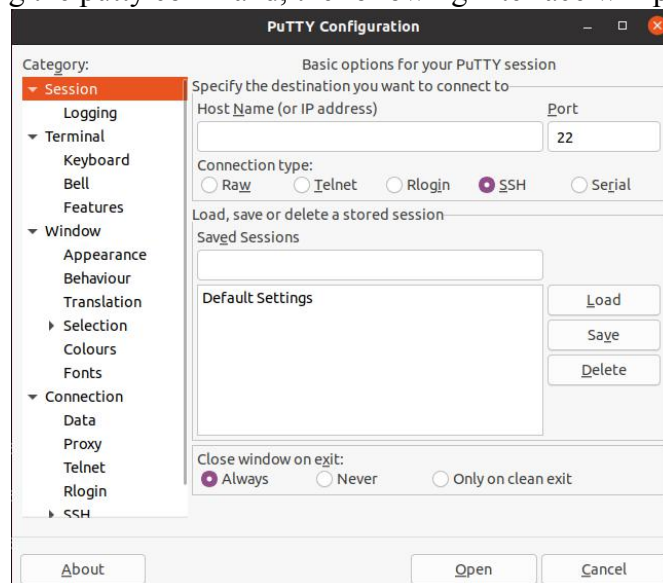 g the putty command, the following interface will p
PuTTY Configuration
Category:
Session
Logging
Terminal
Keyboard
Bell
Features
Window
Appearance
Behaviour
Translation
Selection
Colours
Fonts
Connection
Data
Proxy
Telnet
Rlogin
SSH
Basic options for your PuTTY session
Specify the destination you want to connect to
Host Name (or IP address) Port
22
Connection type:
Raw Telnet Rlogin SSH Serial
Load, save or delete a stored session
Saved Sessions
Default Settings
Load
Save
Delete
Close window on exit:
Always Never Only on clean exit
About Open Cancel